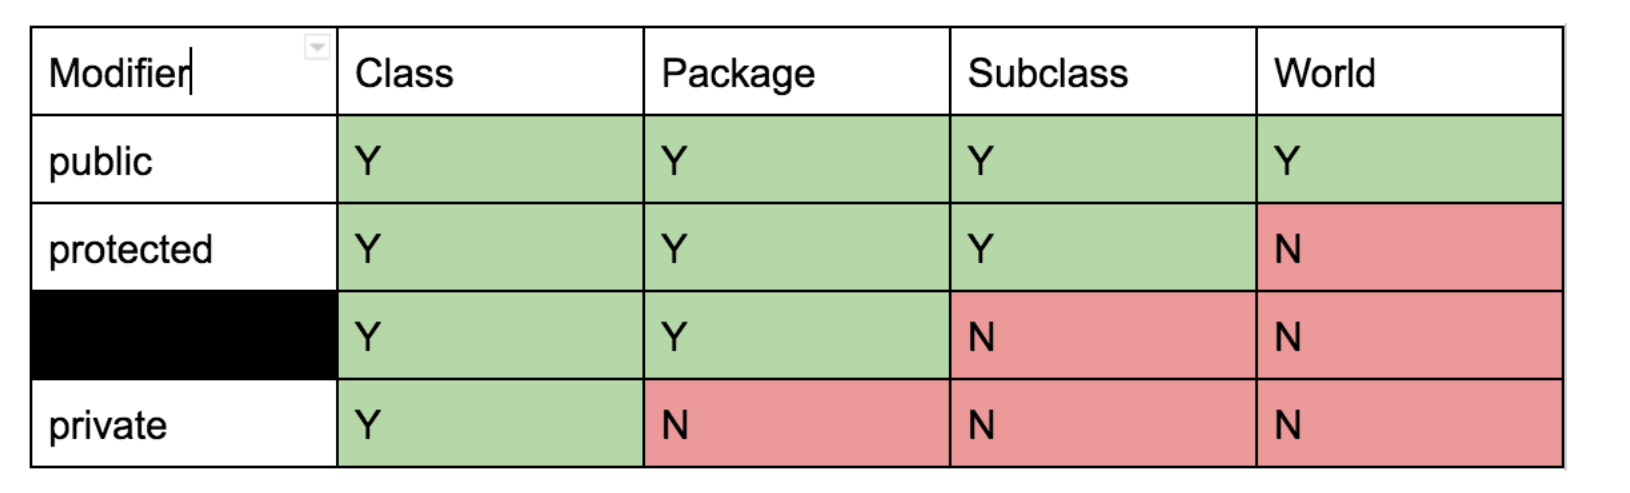 Modifier Class Package Subclass World
public Y Y Y Y
protected Y Y Y N
Y Y N N
private Y N N N